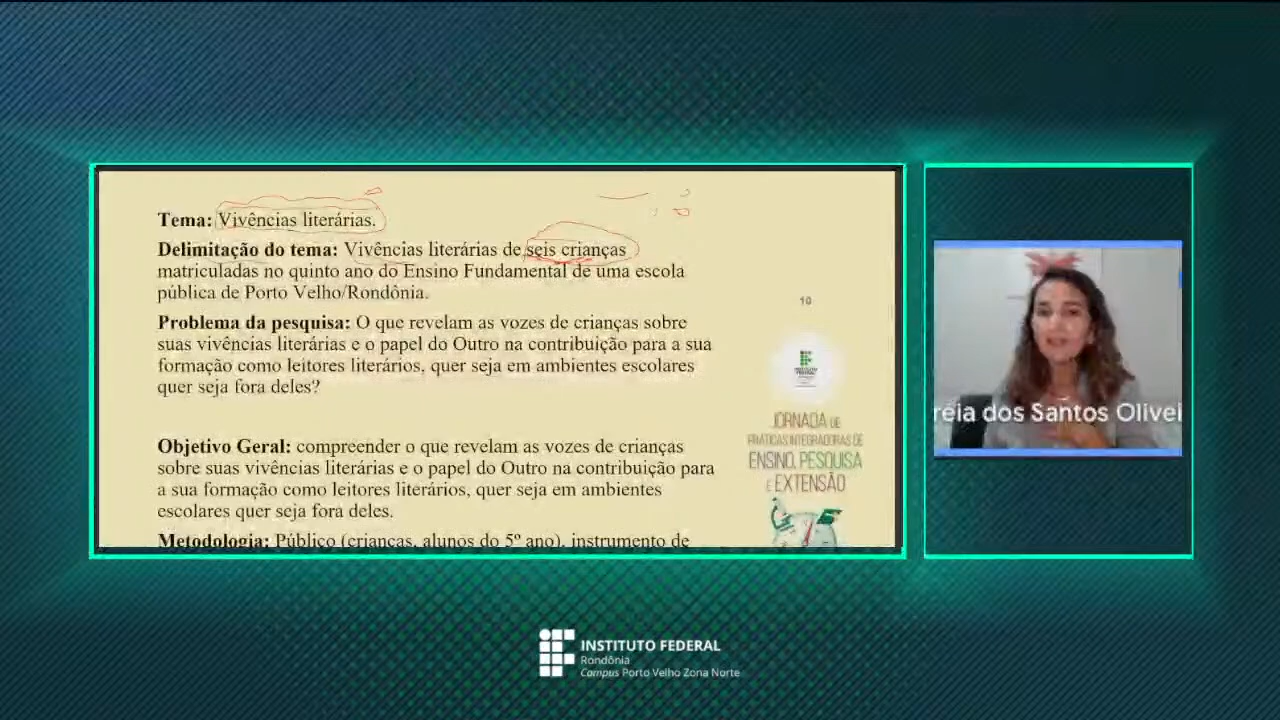 Tema: Vivências literárias.
Delimitação do tema: Vivências literárias de seis crianças
matriculadas no quinto ano do Ensino Fundamental de uma escola
pública de Porto Velho/Rondônia.
Problema da pesquisa: O que revelam as vozes de crianças sobre
suas vivências literárias e o papel do Outro na contribuição para a sua
formação como leitores literários, quer seja em ambientes escolares
quer seja fora deles?
Objetivo Geral: compreender o que revelam as vozes de crianças
sobre suas vivências literárias e o papel do Outro na contribuição para
a sua formação como leitores literários, quer seja em ambientes
escolares quer seja fora deles.
Metodologia: Público (crianças, alunos do 5º ano), instrumento de
10
INSTITUTO
FEDERAL
JORNADA DE
PRÁTICAS INTEGRADORAS DE
ENSINO, PESQUISA
E EXTENSÃO
reia dos Santos Olivei
INSTITUTO FEDERAL
Rondônia
Campus Porto Velho Zona Norte